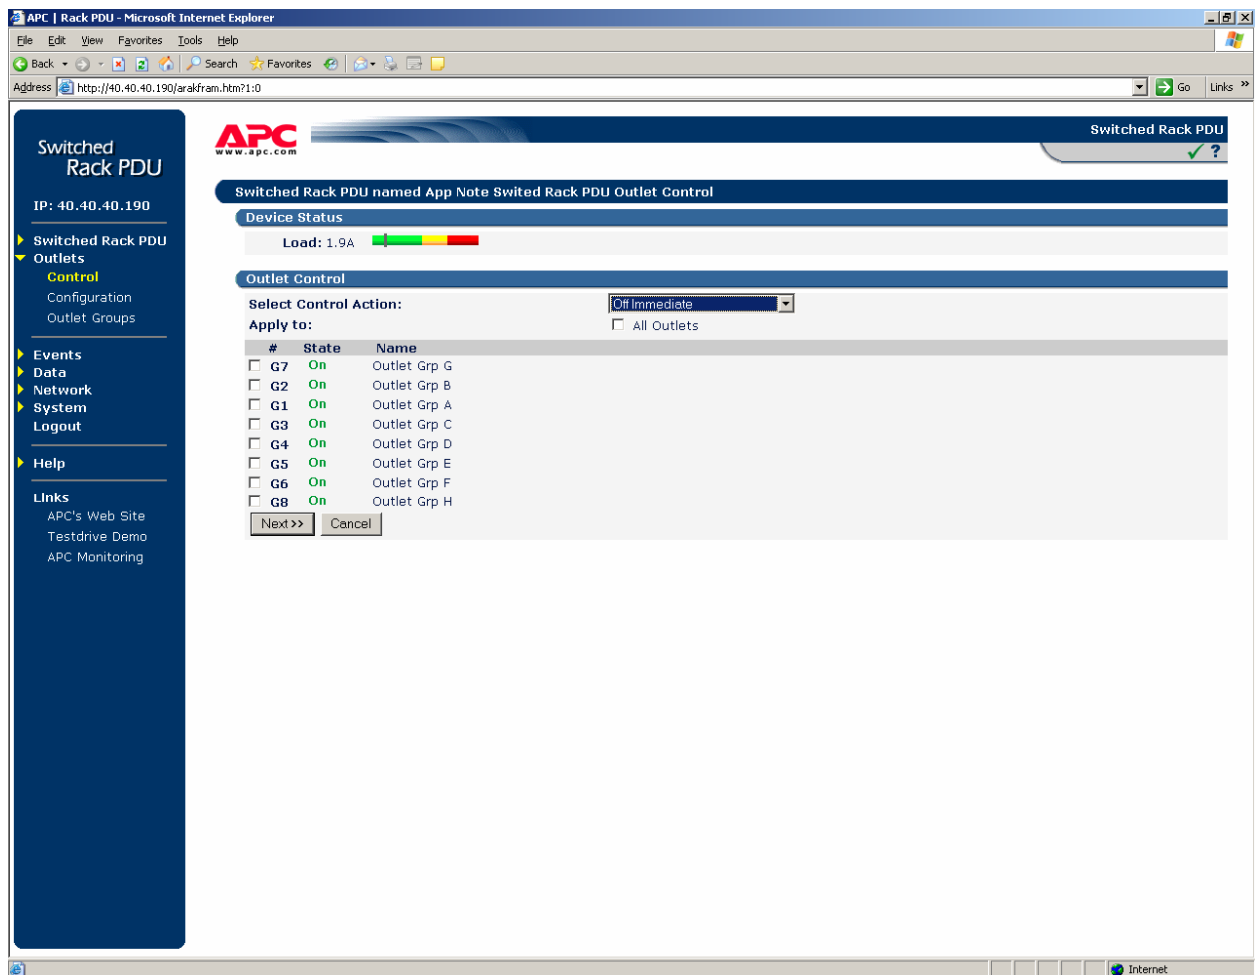 APC | Rack PDU - Microsoft Internet Explorer
File Edit View Favorites Tools Help
Back Search Favorites
Address http://40.40.40.190/arakfram.htm?1:0 Go Links »
Switched
Rack PDU
IP: 40.40.40.190
Switched Rack PDU
Outlets
Control
Configuration
Outlet Groups
Events
Data
Network
System
Logout
Help
Links
APC's Web Site
Testdrive Demo
APC Monitoring
APC
www.apc.com
Switched Rack PDU
?
Switched Rack PDU named App Note Swited Rack PDU Outlet Control
Device Status
Load: 1.9A
Outlet Control
Select Control Action: Off Immediate
Apply to: All Outlets
# State Name
G7 On Outlet Grp G
G2 On Outlet Grp B
G1 On Outlet Grp A
G3 On Outlet Grp C
G4 On Outlet Grp D
G5 On Outlet Grp E
G6 On Outlet Grp F
G8 On Outlet Grp H
Next >> Cancel
Internet